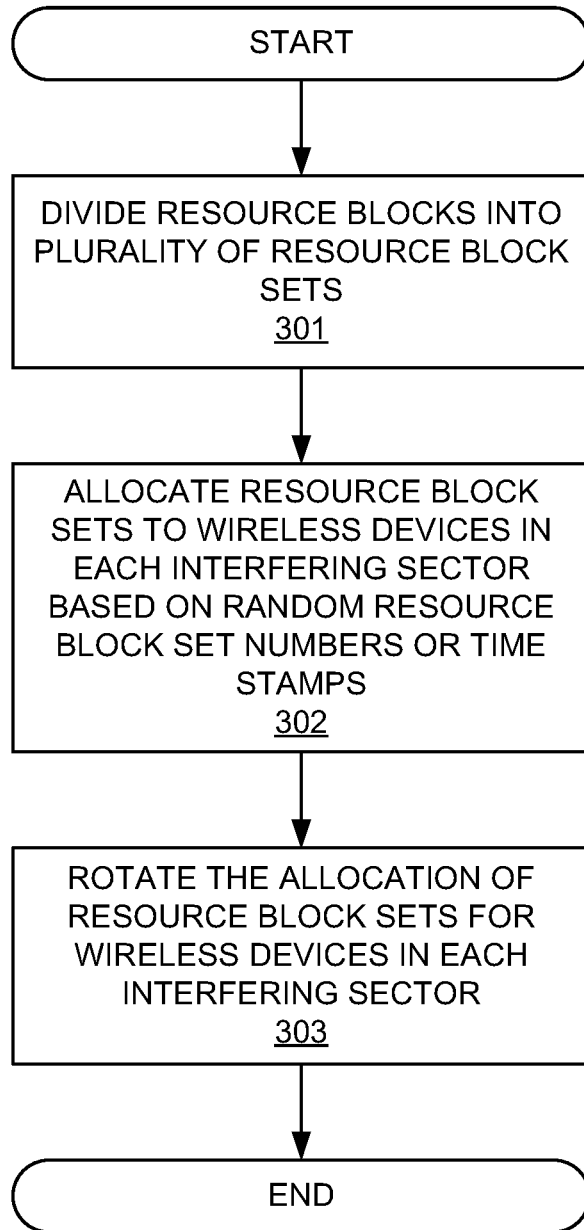 START
DIVIDE RESOURCE BLOCKS INTO
PLURALITY OF RESOURCE BLOCK
SETS
301
ALLOCATE RESOURCE BLOCK
SETS TO WIRELESS DEVICES IN
EACH INTERFERING SECTOR
BASED ON RANDOM RESOURCE
BLOCK SET NUMBERS OR TIME
STAMPS
302
ROTATE THE ALLOCATION OF
RESOURCE BLOCK SETS FOR
WIRELESS DEVICES IN EACH
INTERFERING SECTOR
303
END